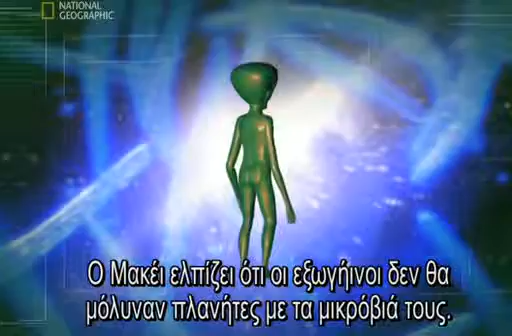 NATIONAL
GEOGRAPHIC
Ο Μακέι ελπίζει ότι οι εξωγήινοι δεν θα
μόλυναν πλανήτες με τα μικρόβιά τους.